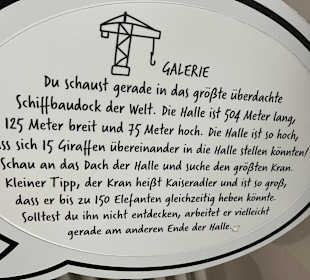 GALERIE
Du schaust gerade in das größte überdachte
Schiffbaudock der Welt. Die Halle ist 504 Meter lang,
125 Meter breit und 75 Meter hoch. Die Halle ist so hoch,
ss sich 15 Giraffen übereinander in die Halle stellen könnten!
Schau an das Dach der Halle und suche den größten Kran.
Kleiner Tipp, der Kran heißt Kaiseradler und ist so groß,
dass er bis zu 150 Elefanten gleichzeitig heben könnte.
Solltest du ihn nicht entdecken, arbeitet er vielleicht
gerade am anderen Ende der Halle.